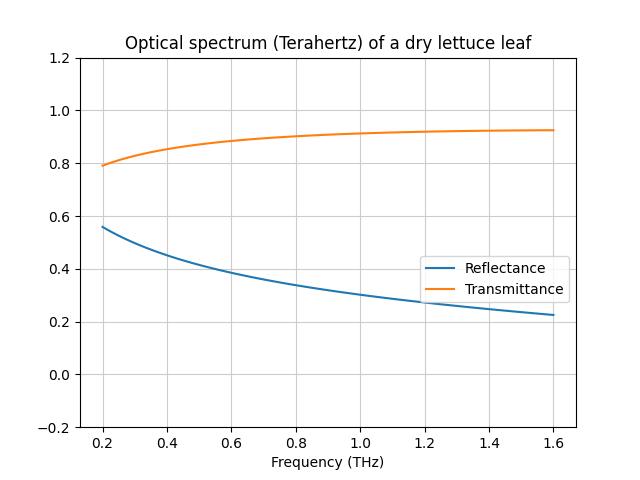 Optical spectrum (Terahertz) of a dry lettuce leaf
1.2
1.0
0.8
0.6
0.4
0.2
0.0
−0.2
Reflectance
Transmittance
0.2 0.4 0.6 0.8 1.0 1.2 1.4 1.6
Frequency (THz)